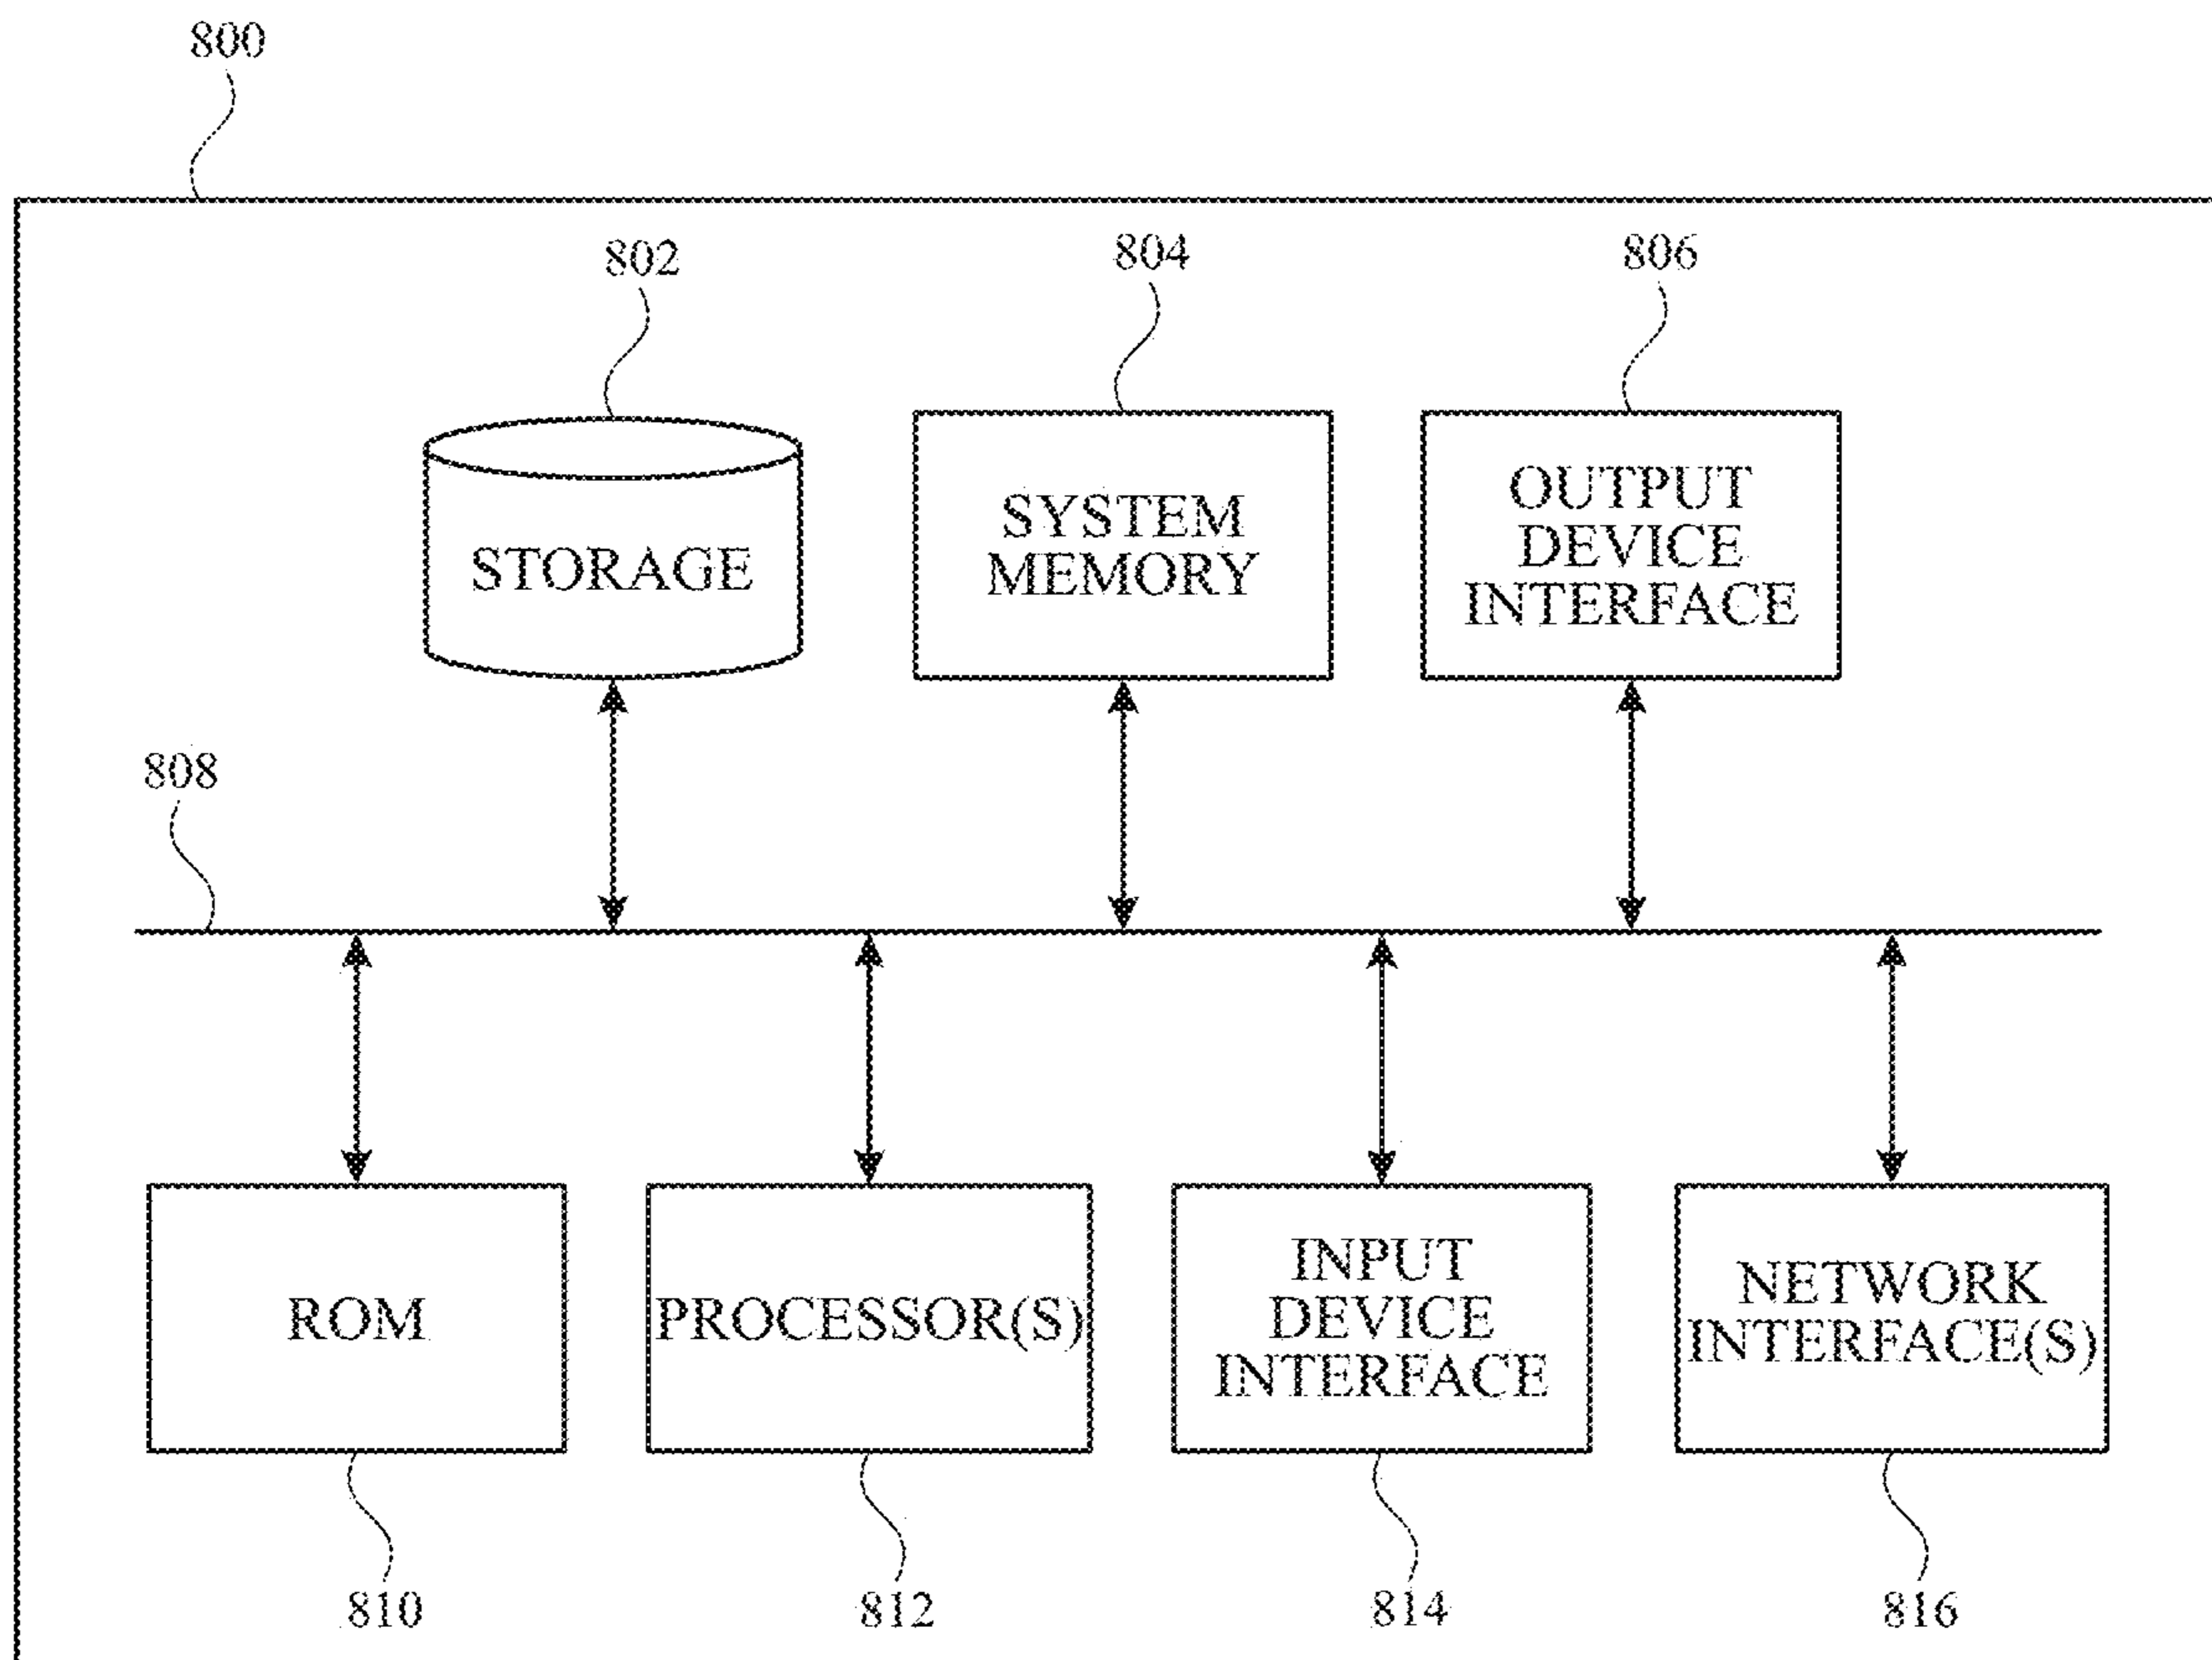 800
802
804
806
STORAGE
SYSTEM
MEMORY
OUTPUT
DEVICE
INTERFACE
808
ROM
PROCESSOR(S)
INPUT
DEVICE
INTERFACE
NETWORK
INTERFACE(S)
810
812
814
816